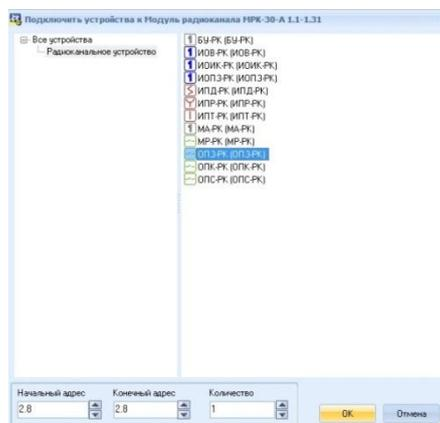 Подключить устройства к Модуль радиоканала МРК-30-А 1.1-1.31
Все устройства
Радиоканальное устройство
БУ-РК (БУ-РК)
ИОВ-РК (ИОВ-РК)
ИОИК-РК (ИОИК-РК)
ИОПЗ-РК (ИОПЗ-РК)
ИПД-РК (ИПД-РК)
ИПР-РК (ИПР-РК)
ИПТ-РК (ИПТ-РК)
МА-РК (МА-РК)
МР-РК (МР-РК)
ОПЗ-РК (ОПЗ-РК)
ОПК-РК (ОПК-РК)
ОПС-РК (ОПС-РК)
Начальный адрес Конечный адрес Количество
2.8 2.8 1 OK Отмена